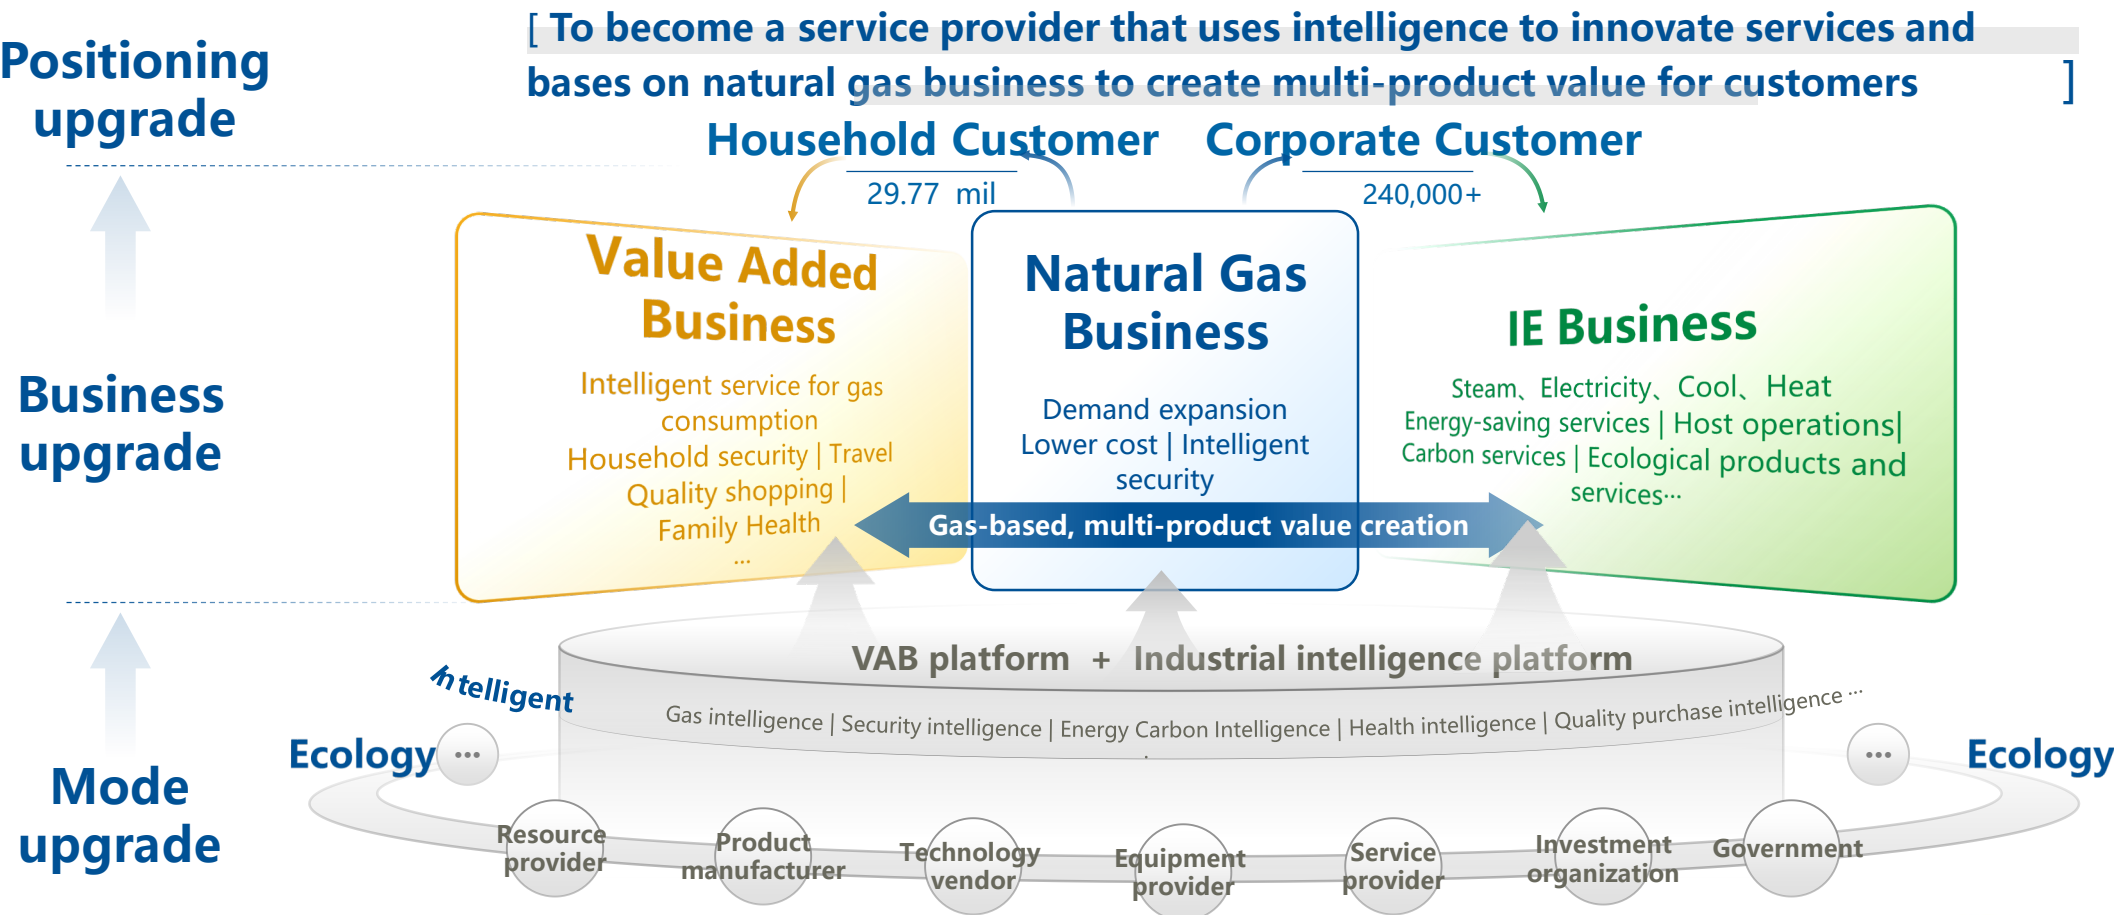 Positioning
upgrade
[ To become a service provider that uses intelligence to innovate services and
bases on natural gas business to create multi-product value for customers ]
Household Customer
29.77 mil
Corporate Customer
240,000+
Business
upgrade
Value Added
Business
Intelligent service for gas
consumption
Household security | Travel
Quality shopping |
Family Health
...
Natural Gas
Business
Demand expansion
Lower cost | Intelligent
security
IE Business
Steam、Electricity、Cool、Heat
Energy-saving services | Host operations|
Carbon services | Ecological products and
services···
Gas-based, multi-product value creation
Mode
upgrade
VAB platform + Industrial intelligence platform
Intelligent
Gas intelligence | Security intelligence | Energy Carbon Intelligence | Health intelligence | Quality purchase intelligence ···
.
Ecology
···
···
Ecology
Resource
provider
Product
manufacturer
Technology
vendor
Equipment
provider
Service
provider
Investment
organization
Government